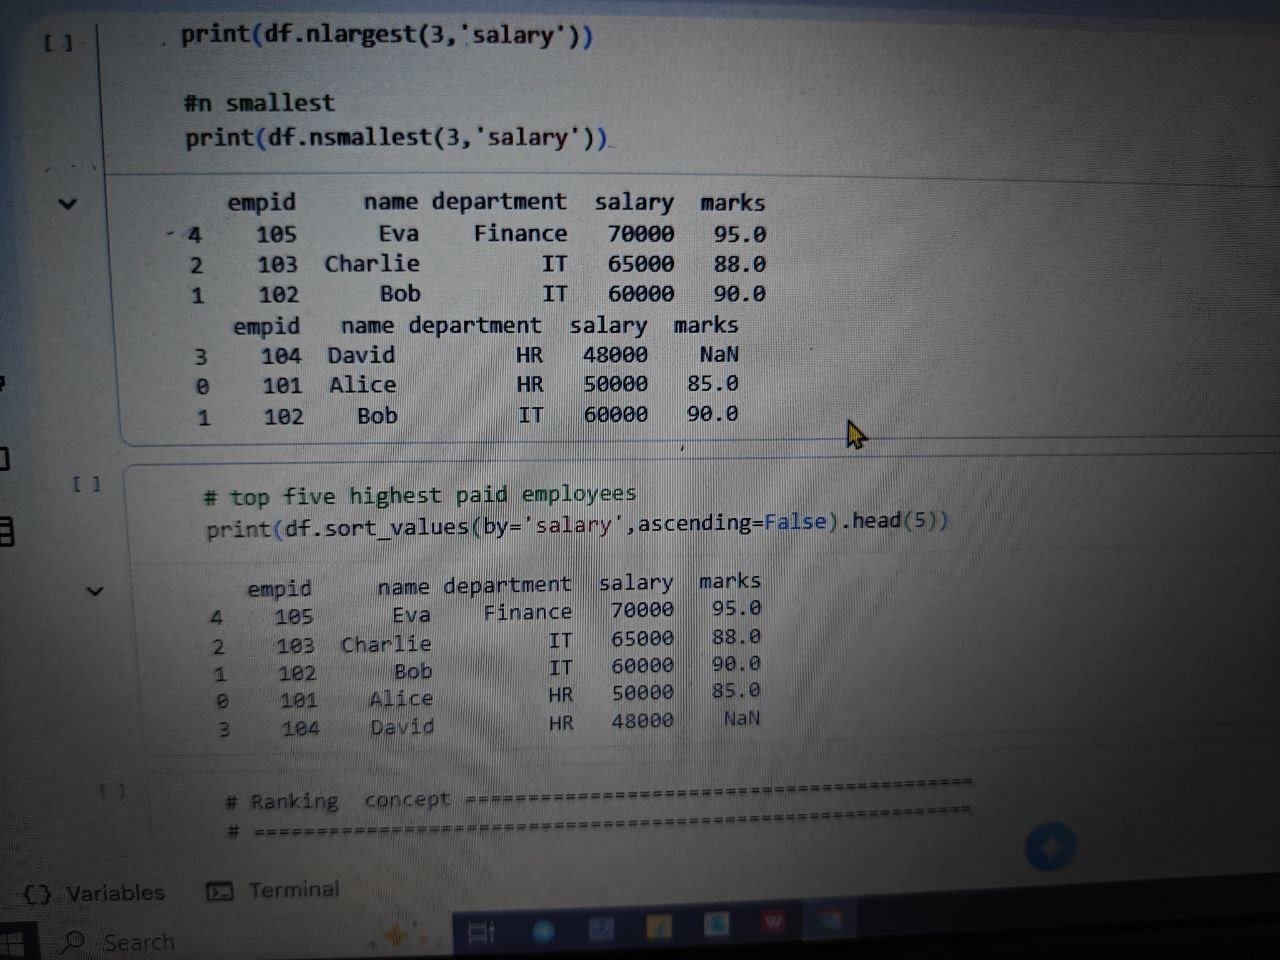 [ ]
print(df.nlargest(3,'salary'))
#n smallest
print(df.nsmallest(3,'salary'))
empid name department salary marks
4 105 Eva Finance 70000 95.0
2 103 Charlie IT 65000 88.0
1 102 Bob IT 60000 90.0
empid name department salary marks
3 104 David HR 48000 NaN
0 101 Alice HR 50000 85.0
1 102 Bob IT 60000 90.0
[ ]
# top five highest paid employees
print(df.sort_values(by='salary',ascending=False).head(5))
empid name department salary marks
4 105 Eva Finance 70000 95.0
2 103 Charlie IT 65000 88.0
1 102 Bob IT 60000 90.0
0 101 Alice HR 50000 85.0
3 104 David HR 48000 NaN
[ ]
# Ranking concept =========================================
# ==========================================================
{} Variables Terminal
Search
W